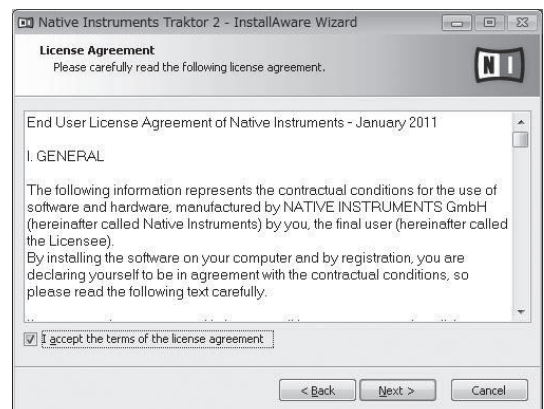 Native Instruments Traktor 2 - InstallAware Wizard
License Agreement
Please carefully read the following license agreement.
NI
End User License Agreement of Native Instruments - January 2011
I. GENERAL
The following information represents the contractual conditions for the use of
software and hardware, manufactured by NATIVE INSTRUMENTS GmbH
(hereinafter called Native Instruments) by you, the final user (hereinafter called
the Licensee).
By installing the software on your computer and by registration, you are
declaring yourself to be in agreement with the contractual conditions, so
please read the following text carefully.
I accept the terms of the license agreement
< Back
Next >
Cancel